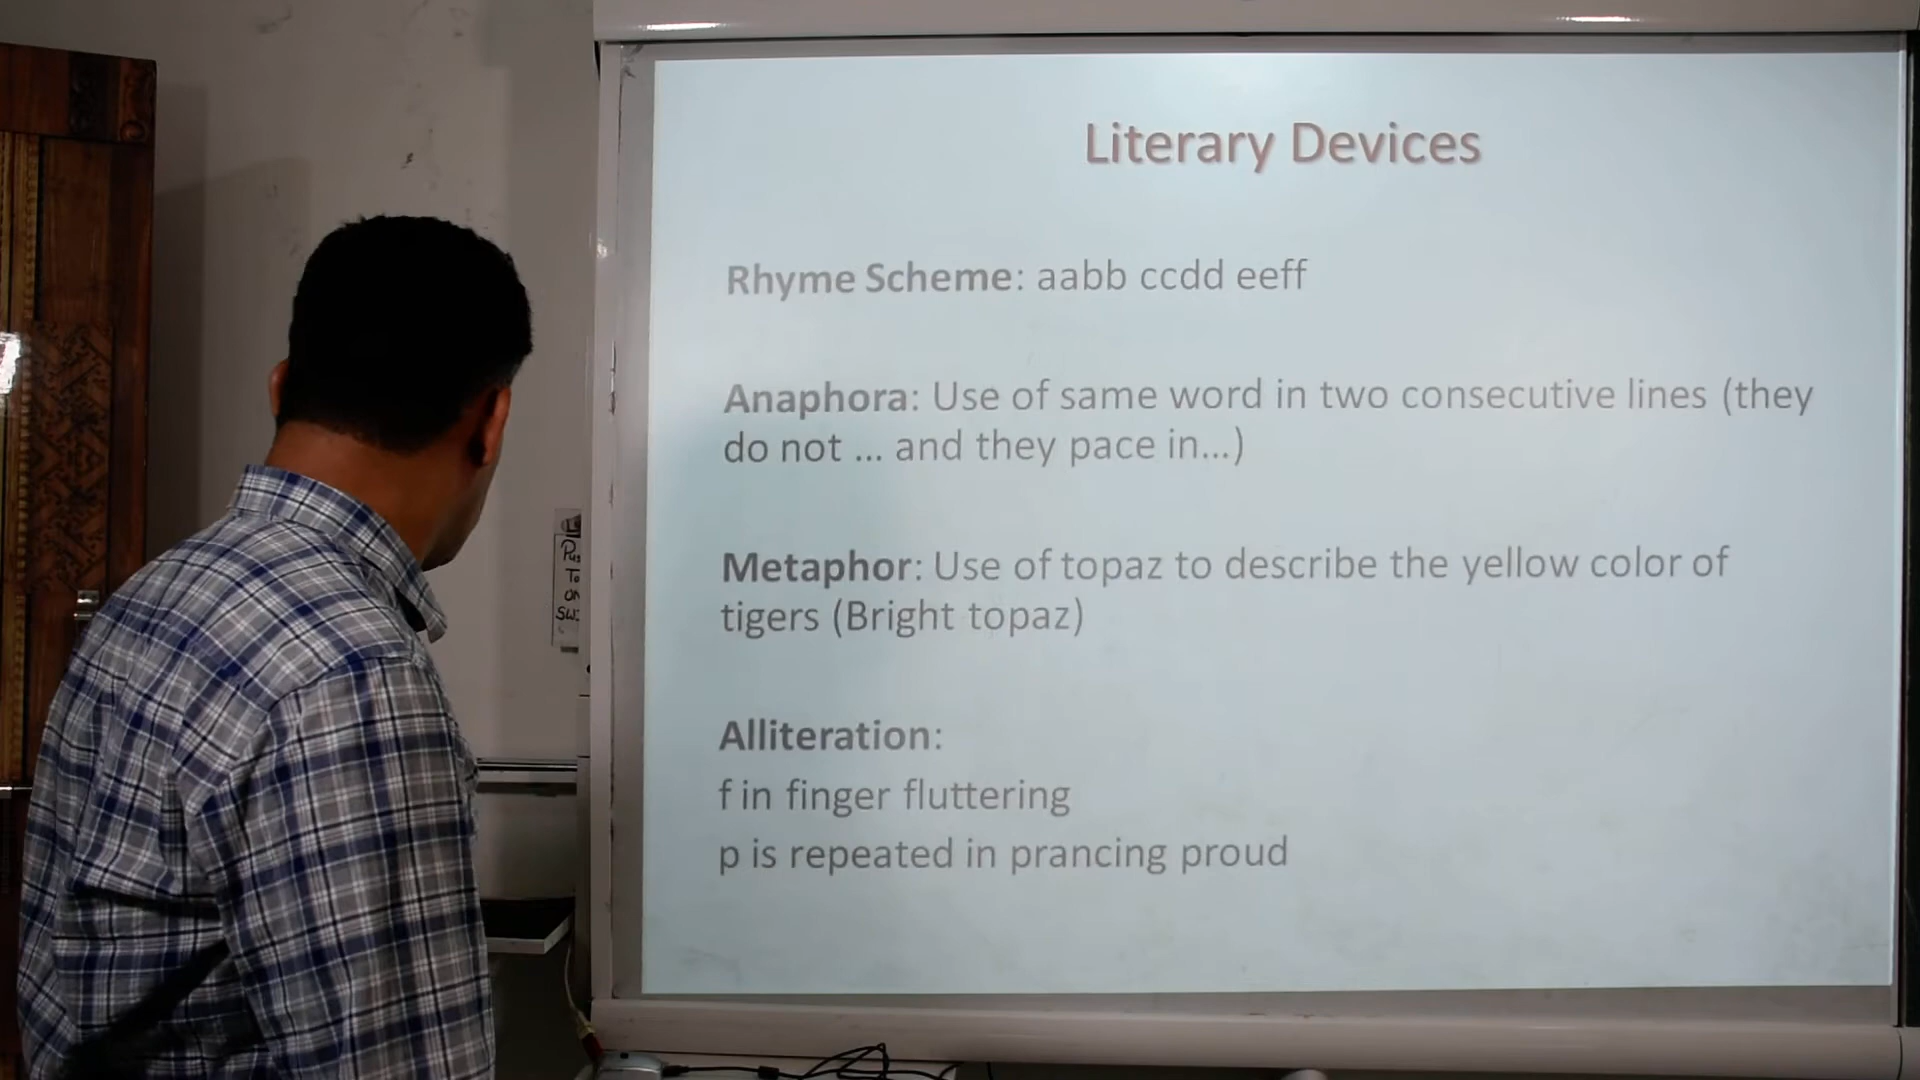 Literary Devices
Rhyme Scheme: aabb ccdd eeff
Anaphora: Use of same word in two consecutive lines (they
do not ... and they pace in...)
Metaphor: Use of topaz to describe the yellow color of
tigers (Bright topaz)
Alliteration:
f in finger fluttering
p is repeated in prancing proud
To